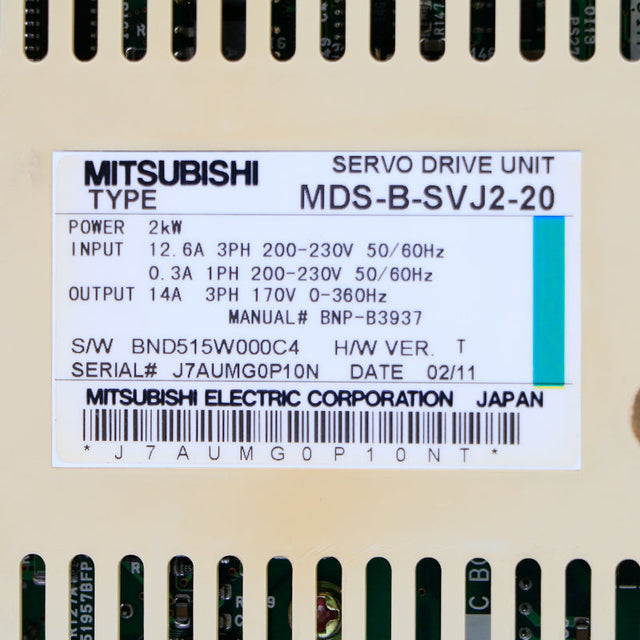 MITSUBISHI SERVO DRIVE UNIT
TYPE MDS-B-SVJ2-20
POWER 2kW
INPUT 12.6A 3PH 200-230V 50/60Hz
0.3A 1PH 200-230V 50/60Hz
OUTPUT 14A 3PH 170V 0-360Hz
MANUAL# BNP-B3937
S/W BND515W000C4 H/W VER. T
SERIAL# J7AUMG0P10N DATE 02/11
MITSUBISHI ELECTRIC CORPORATION JAPAN
*J7AUMG0P10NT*